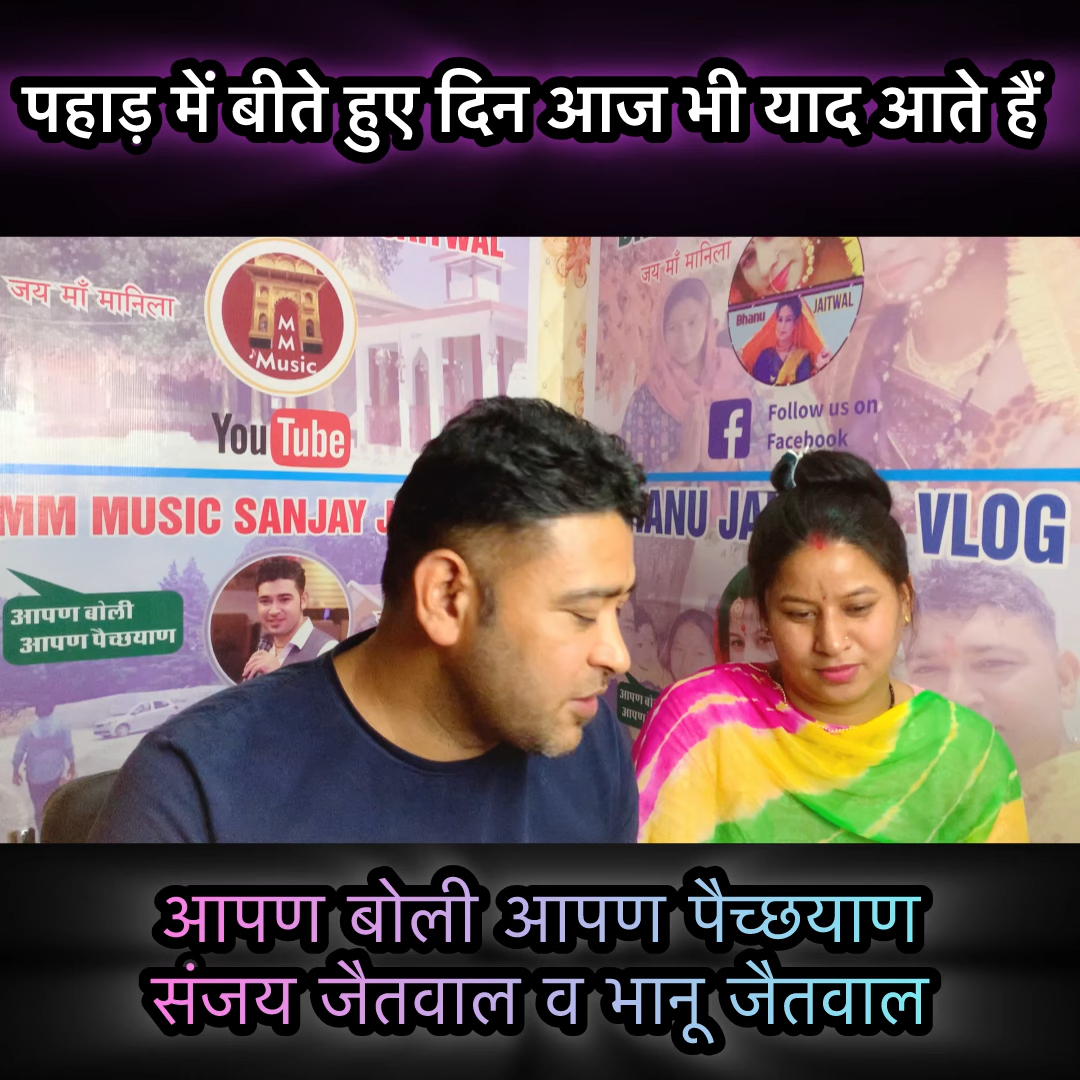 पहाड़ में बीते हुए दिन आज भी याद आते हैं
जय माँ मानिला
M
M
Music
YouTube
MM MUSIC SANJAY
आपण बोली
आपण पैच्छयाण
जय माँ मानिला
Bhanu JAITWAL
Follow us on
Facebook
VLOG
आपण बोली आपण पैच्छयाण
संजय जैतवाल व भानू जैतवाल